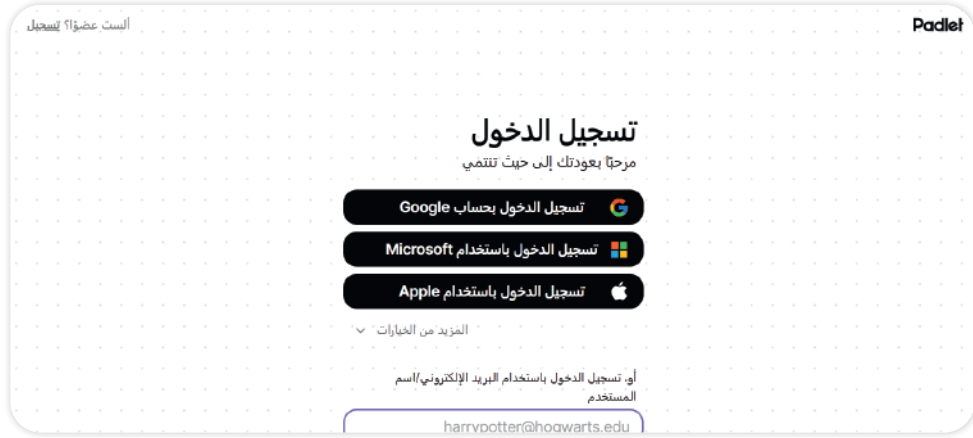 Padlet
ألست عضوًا؟ تسجيل
تسجيل الدخول
مرحبًا بعودتك إلى حيث تنتمي
تسجيل الدخول بحساب Google
تسجيل الدخول باستخدام Microsoft
تسجيل الدخول باستخدام Apple
المزيد من الخيارات
أو، تسجيل الدخول باستخدام البريد الإلكتروني/اسم
المستخدم
harrypotter@hogwarts.edu